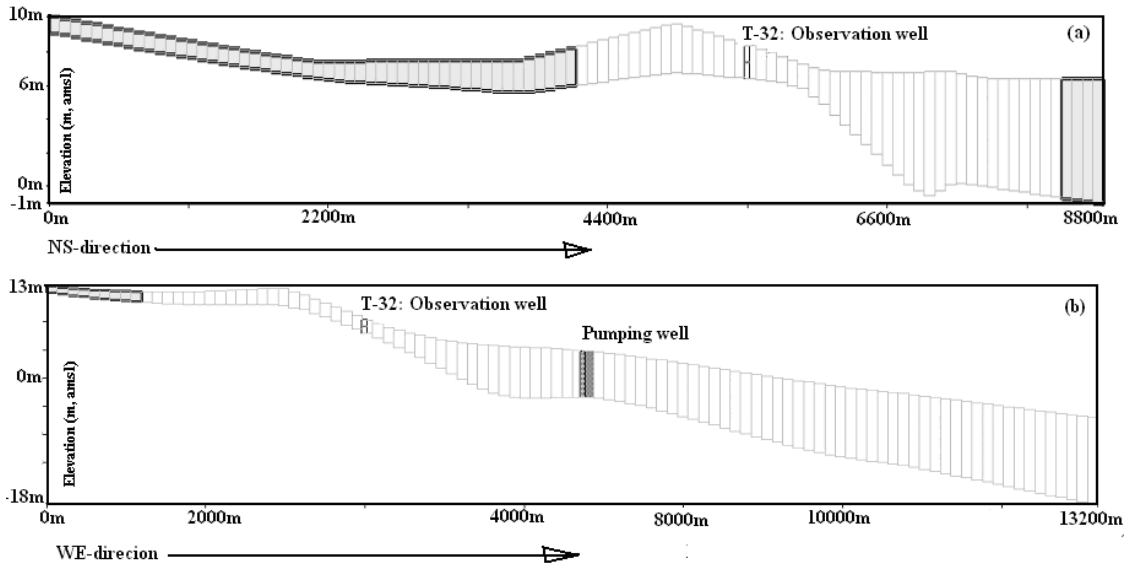 10m
(a)
T-32: Observation well
6m
Elevation (m, amsl)
0m
-1m
0m 2200m 4400m 6600m 8800m
NS-direction
13m
(b)
T-32: Observation well
Pumping well
0m
Elevation (m, amsl)
-18m
0m 2000m 4000m 8000m 10000m 13200m
WE-direcion